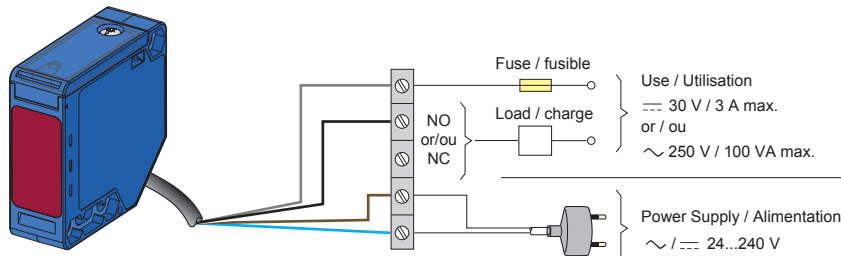 Fuse / fusible
Load / charge
NO
or/ou
NC
Use / Utilisation
⎓ 30 V / 3 A max.
or / ou
∿ 250 V / 100 VA max.
Power Supply / Alimentation
∿ / ⎓ 24...240 V